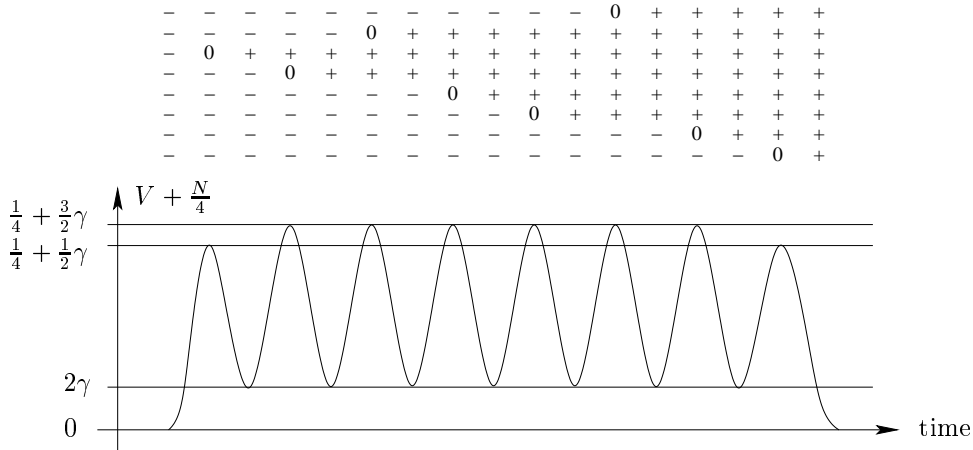 − − − − − − − − − − − 0 + + + + +
− − − − − 0 + + + + + + + + + + +
− 0 + + + + + + + + + + + + + + +
− − − 0 + + + + + + + + + + + + +
− − − − − − − 0 + + + + + + + + +
− − − − − − − − − 0 + + + + + + +
− − − − − − − − − − − − − 0 + + +
− − − − − − − − − − − − − − − 0 +
V + N/4
1/4 + 3/2 γ
1/4 + 1/2 γ
2γ
0
time